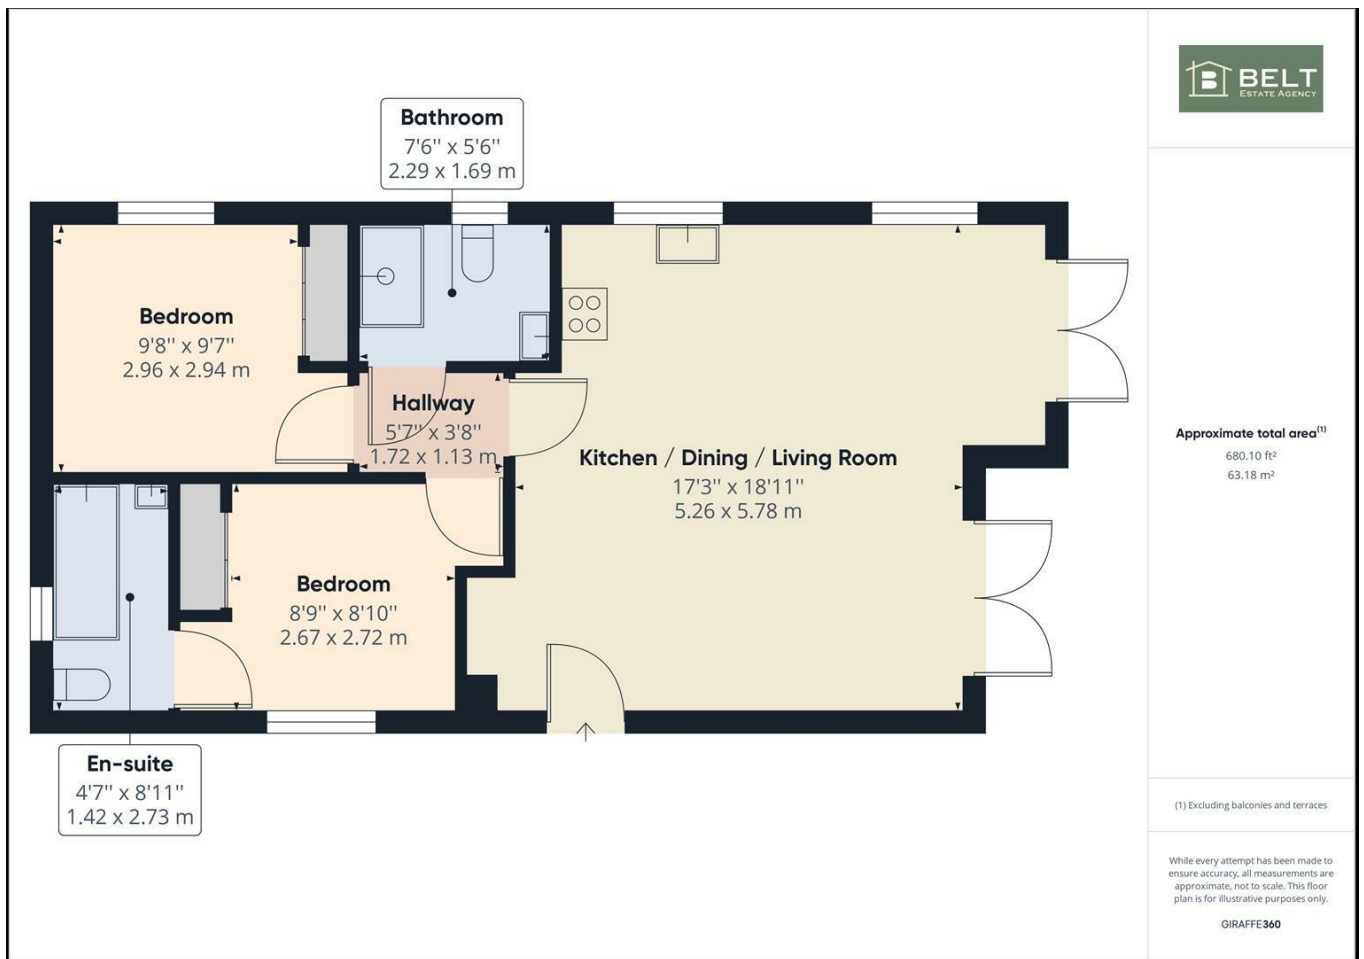 BELT
ESTATE AGENCY
Bathroom
7'6'' x 5'6''
2.29 x 1.69 m
Bedroom
9'8'' x 9'7''
2.96 x 2.94 m
Hallway
5'7'' x 3'8''
1.72 x 1.13 m
Kitchen / Dining / Living Room
17'3'' x 18'11''
5.26 x 5.78 m
Bedroom
8'9'' x 8'10''
2.67 x 2.72 m
En-suite
4'7'' x 8'11''
1.42 x 2.73 m
Approximate total area(1)
680.10 ft²
63.18 m²
(1) Excluding balconies and terraces
While every attempt has been made to
ensure accuracy, all measurements are
approximate, not to scale. This floor
plan is for illustrative purposes only.
GIRAFFE360